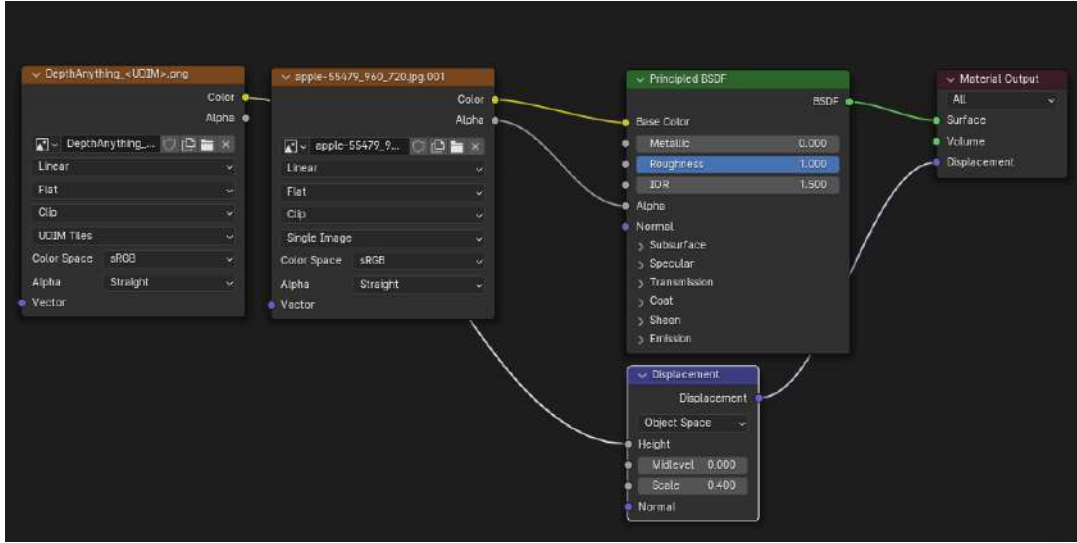 DepthAnything_<UDIM>.png
Color
Alpha
DepthAnything_...
Linear
Flat
Clip
UDIM Tiles
Color Space sRGB
Alpha Straight
Vector
apple-55479_960_720.jpg.001
Color
Alpha
apple-55479_9...
Linear
Flat
Clip
Single Image
Color Space sRGB
Alpha Straight
Vector
Principled BSDF
BSDF
Base Color
Metallic 0.000
Roughness 1.000
IOR 1.500
Alpha
Normal
Subsurface
Specular
Transmission
Coat
Sheen
Emission
Displacement
Displacement
Object Space
Height
Midlevel 0.000
Scale 0.400
Normal
Material Output
All
Surface
Volume
Displacement